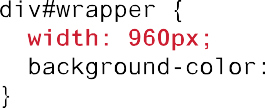 div#wrapper {
width: 960px;
background-color:
}